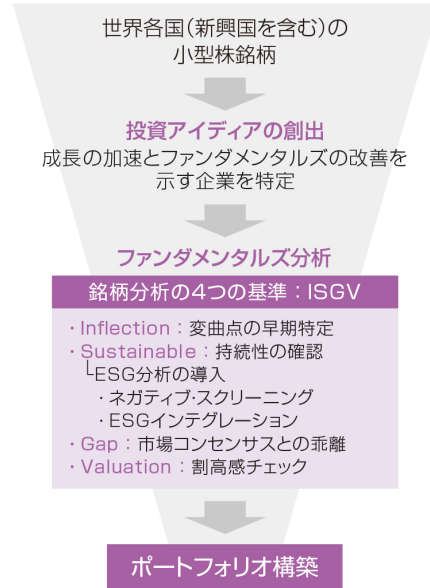 世界各国（新興国を含む）の
小型株銘柄
投資アイディアの創出
成長の加速とファンダメンタルズの改善を
示す企業を特定
ファンダメンタルズ分析
銘柄分析の4つの基準：ISGV
・Inflection：変曲点の早期特定
・Sustainable：持続性の確認
└ESG分析の導入
・ネガティブ・スクリーニング
・ESGインテグレーション
・Gap：市場コンセンサスとの乖離
・Valuation：割高感チェック
ポートフォリオ構築